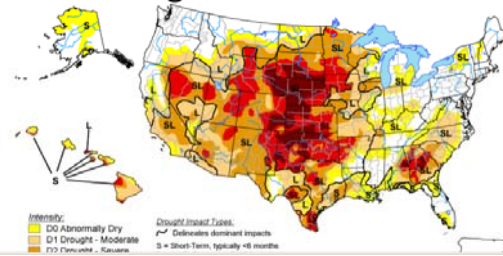 S
L
SL
SL
L
SL
L
SL
L
SL
SL
L
SL
SL
L
L
L
S
L
S
Intensity:
D0 Abnormally Dry
D1 Drought - Moderate
D2 Drought - Severe
Drought Impact Types:
Delineates dominant impacts
S = Short-Term, typically <6 months